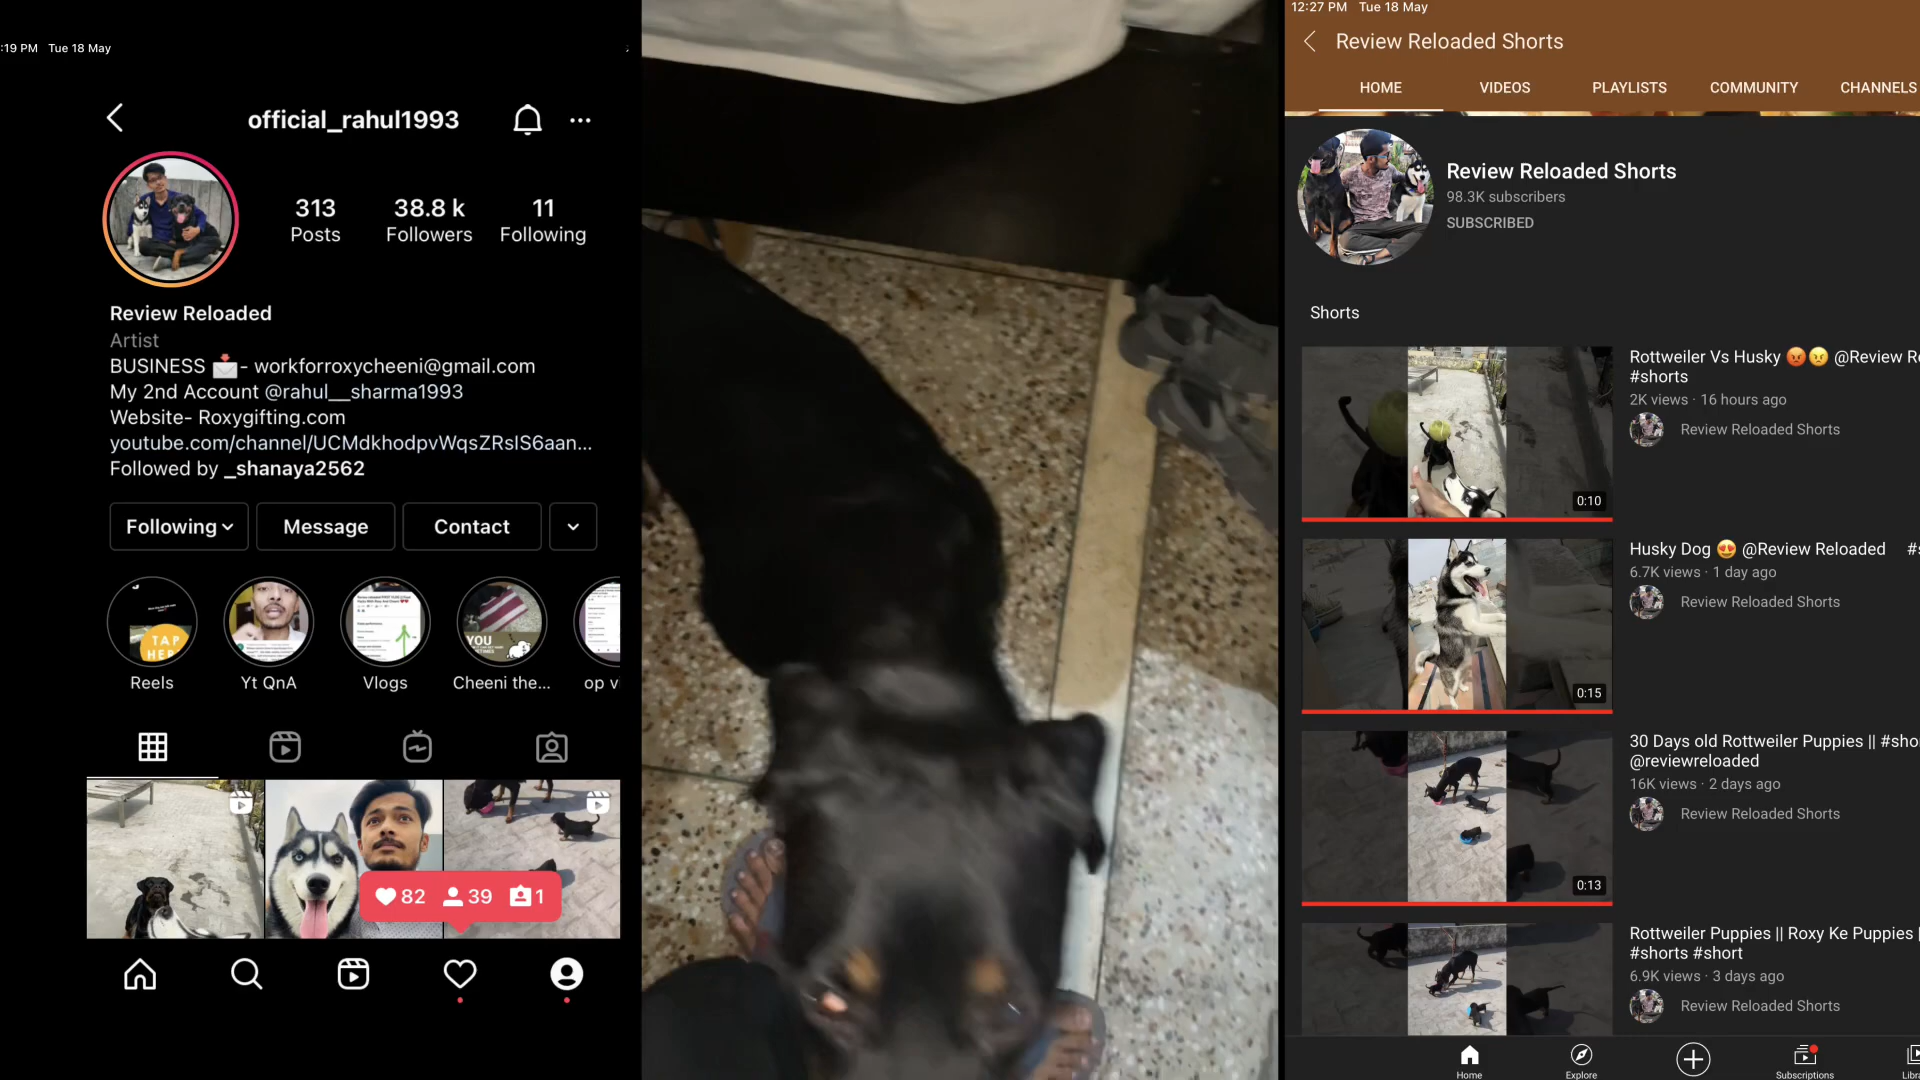 :19 PM Tue 18 May
official_rahul1993
313
Posts
38.8 k
Followers
11
Following
Review Reloaded
Artist
BUSINESS 📩- workforroxycheeni@gmail.com
My 2nd Account @rahul__sharma1993
Website- Roxygifting.com
youtube.com/channel/UCMdkhodpvWqsZRsIS6aan...
Followed by _shanaya2562
Following
Message
Contact
TAP
HER
YOU
Reels
Yt QnA
Vlogs
Cheeni the...
op v
82
39
1
12:27 PM Tue 18 May
Review Reloaded Shorts
HOME
VIDEOS
PLAYLISTS
COMMUNITY
CHANNELS
Review Reloaded Shorts
98.3K subscribers
SUBSCRIBED
Shorts
Rottweiler Vs Husky 😡😠 @Review R
#shorts
2K views · 16 hours ago
Review Reloaded Shorts
0:10
Husky Dog 😍 @Review Reloaded #s
6.7K views · 1 day ago
Review Reloaded Shorts
0:15
30 Days old Rottweiler Puppies || #sho
@reviewreloaded
16K views · 2 days ago
Review Reloaded Shorts
0:13
Rottweiler Puppies || Roxy Ke Puppies |
#shorts #short
6.9K views · 3 days ago
Review Reloaded Shorts
Home
Explore
Subscriptions
Libra